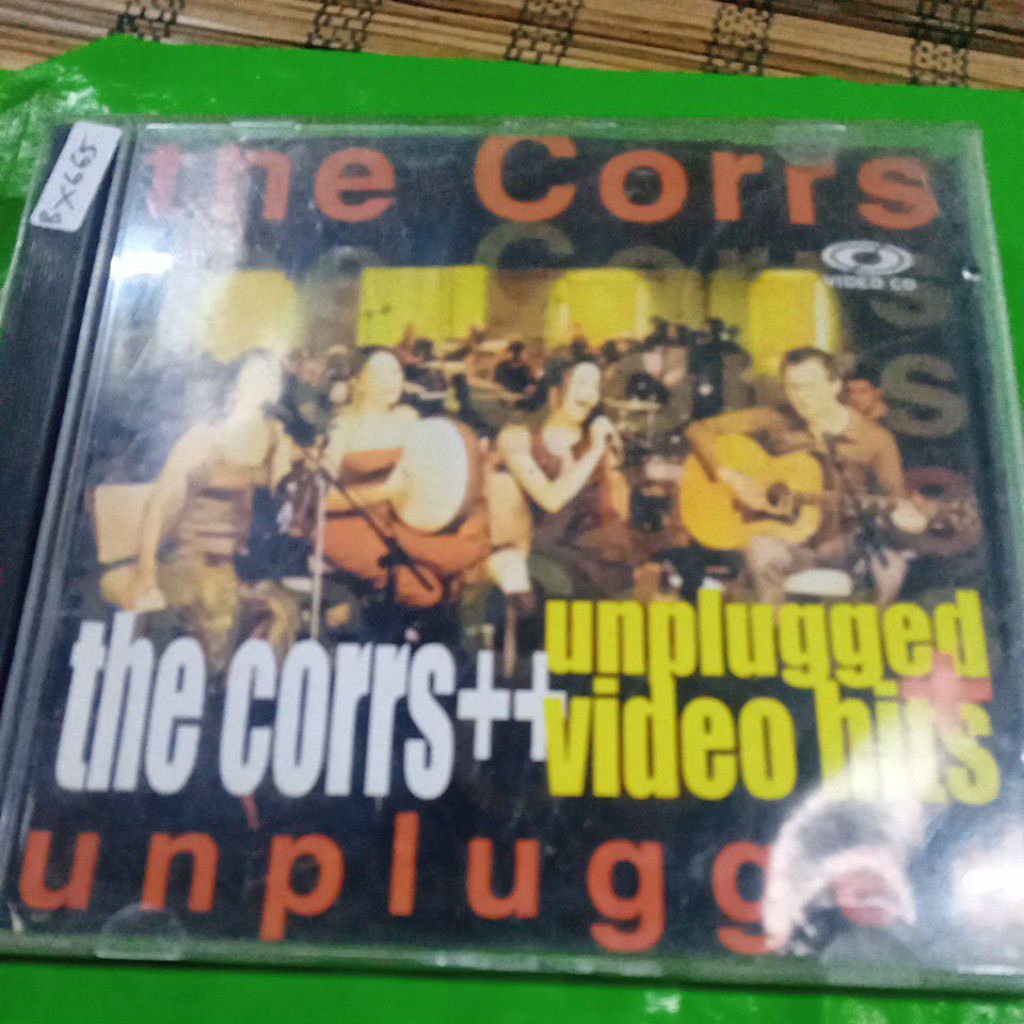 BX665
the Corrs
VIDEO CD
unplugged
the corrs++
video hits
unplugg